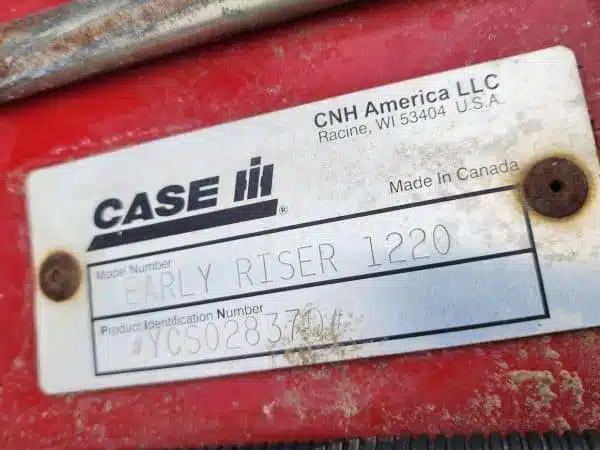 CNH America LLC
Racine, WI 53404 U.S.A.
CASE IH
®
Made In Canada
Model Number
EARLY RISER 1220
Product Identification Number
#YCS028370#